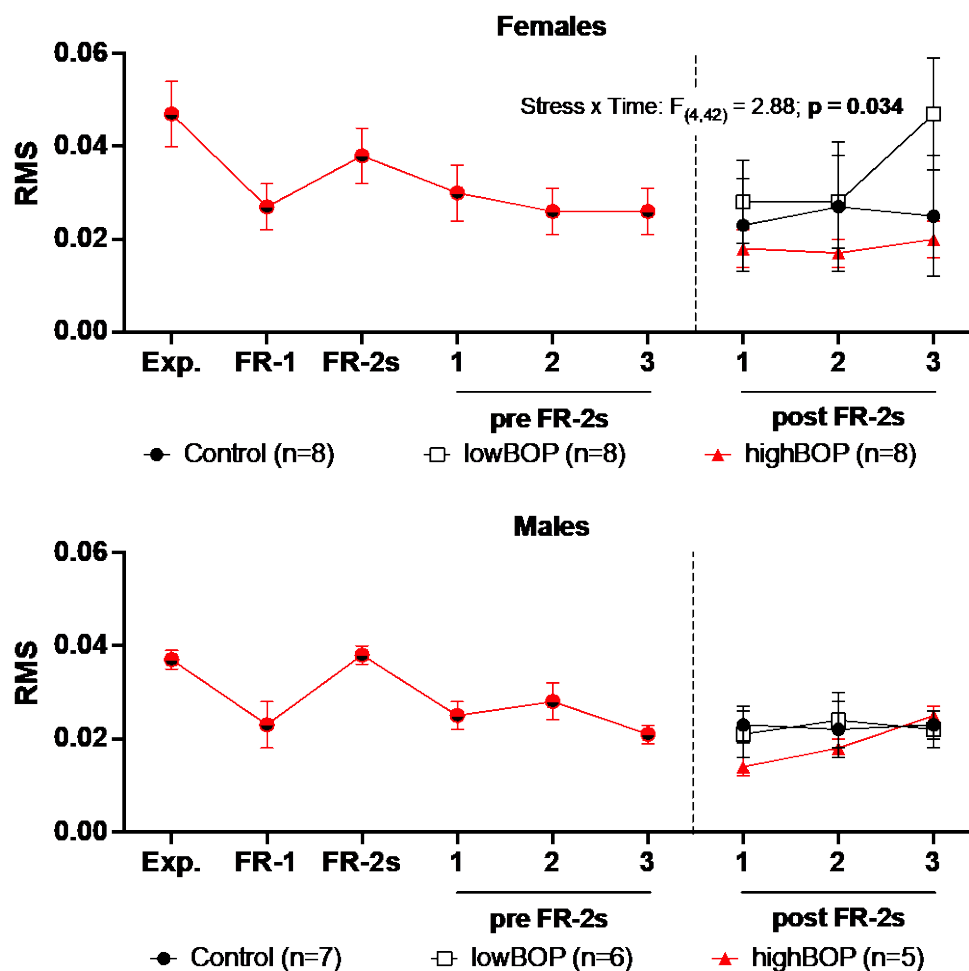 Females
0.06
Stress x Time: F(4,42) = 2.88; p = 0.034
0.04
RMS
0.02
0.00
Exp. FR-1 FR-2s 1 2 3 1 2 3
pre FR-2s post FR-2s
Control (n=8) lowBOP (n=8) highBOP (n=8)
Males
0.06
0.04
RMS
0.02
0.00
Exp. FR-1 FR-2s 1 2 3 1 2 3
pre FR-2s post FR-2s
Control (n=7) lowBOP (n=6) highBOP (n=5)